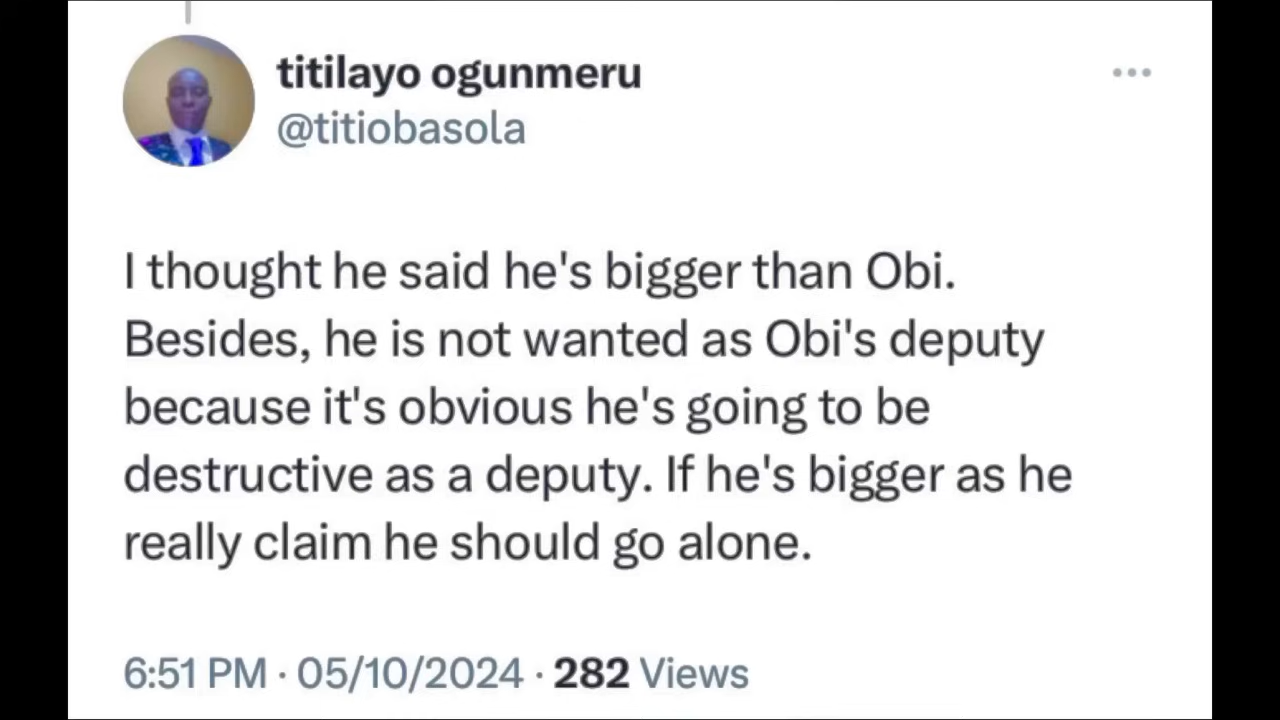 titilayo ogunmeru
@titiobasola
I thought he said he's bigger than Obi.
Besides, he is not wanted as Obi's deputy
because it's obvious he's going to be
destructive as a deputy. If he's bigger as he
really claim he should go alone.
6:51 PM · 05/10/2024 · 282 Views